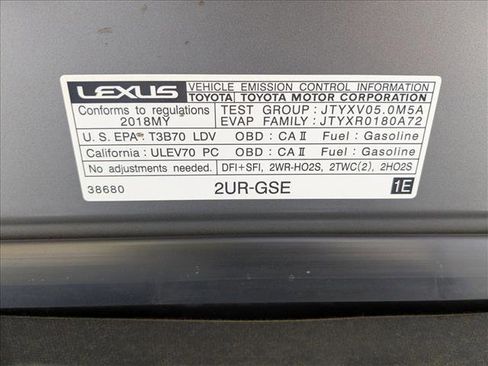 LEXUS VEHICLE EMISSION CONTROL INFORMATION
TOYOTA TOYOTA MOTOR CORPORATION
Conforms to regulations TEST GROUP: JTYXV05.0M5A
2018MY EVAP FAMILY: JTYXR0180A72
U.S. EPA: T3B70 LDV OBD: CA II Fuel: Gasoline
California: ULEV70 PC OBD: CA II Fuel: Gasoline
No adjustments needed. DFI+SFI, 2WR-HO2S, 2TWC(2), 2HO2S
38680 2UR-GSE 1E